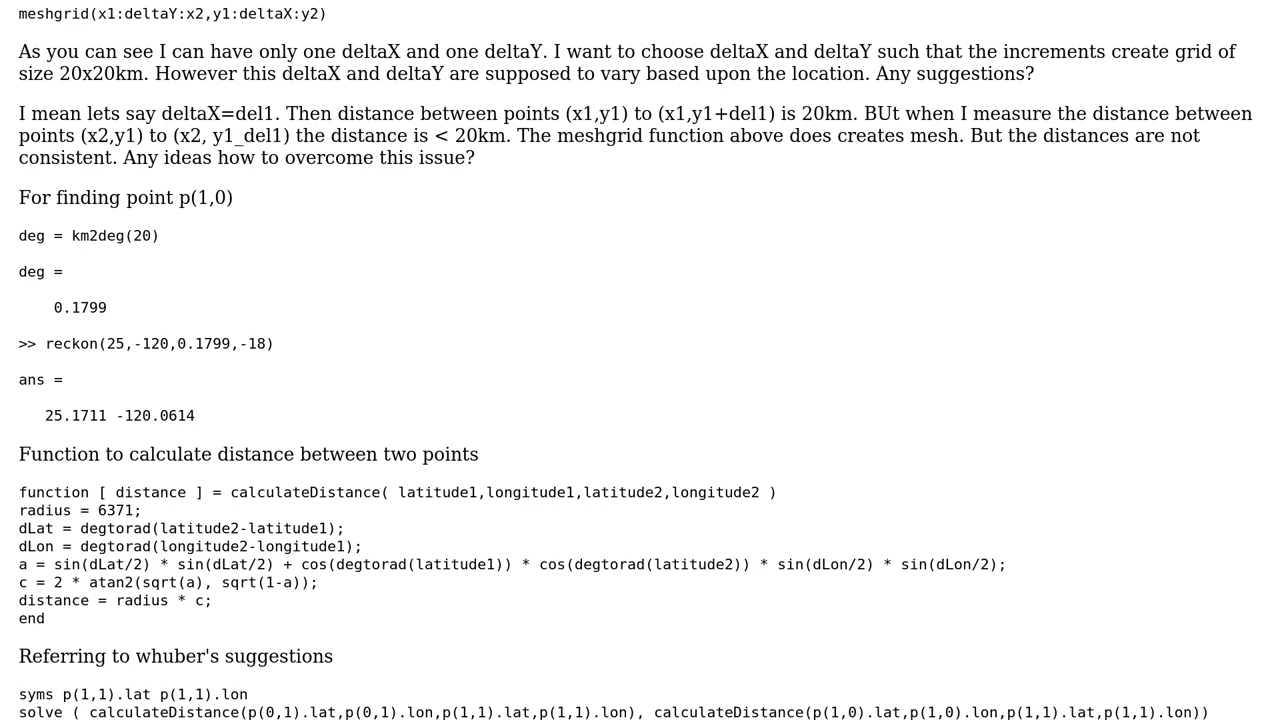 meshgrid(x1:deltaY:x2,y1:deltaX:y2)
As you can see I can have only one deltaX and one deltaY. I want to choose deltaX and deltaY such that the increments create grid of
size 20x20km. However this deltaX and deltaY are supposed to vary based upon the location. Any suggestions?
I mean lets say deltaX=del1. Then distance between points (x1,y1) to (x1,y1+del1) is 20km. BUt when I measure the distance between
points (x2,y1) to (x2, y1_del1) the distance is < 20km. The meshgrid function above does creates mesh. But the distances are not
consistent. Any ideas how to overcome this issue?
For finding point p(1,0)
deg = km2deg(20)
deg =
0.1799
>> reckon(25,-120,0.1799,-18)
ans =
25.1711 -120.0614
Function to calculate distance between two points
function [ distance ] = calculateDistance( latitude1,longitude1,latitude2,longitude2 )
radius = 6371;
dLat = degtorad(latitude2-latitude1);
dLon = degtorad(longitude2-longitude1);
a = sin(dLat/2) * sin(dLat/2) + cos(degtorad(latitude1)) * cos(degtorad(latitude2)) * sin(dLon/2) * sin(dLon/2);
c = 2 * atan2(sqrt(a), sqrt(1-a));
distance = radius * c;
end
Referring to whuber's suggestions
syms p(1,1).lat p(1,1).lon
solve ( calculateDistance(p(0,1).lat,p(0,1).lon,p(1,1).lat,p(1,1).lon), calculateDistance(p(1,0).lat,p(1,0).lon,p(1,1).lat,p(1,1).lon))